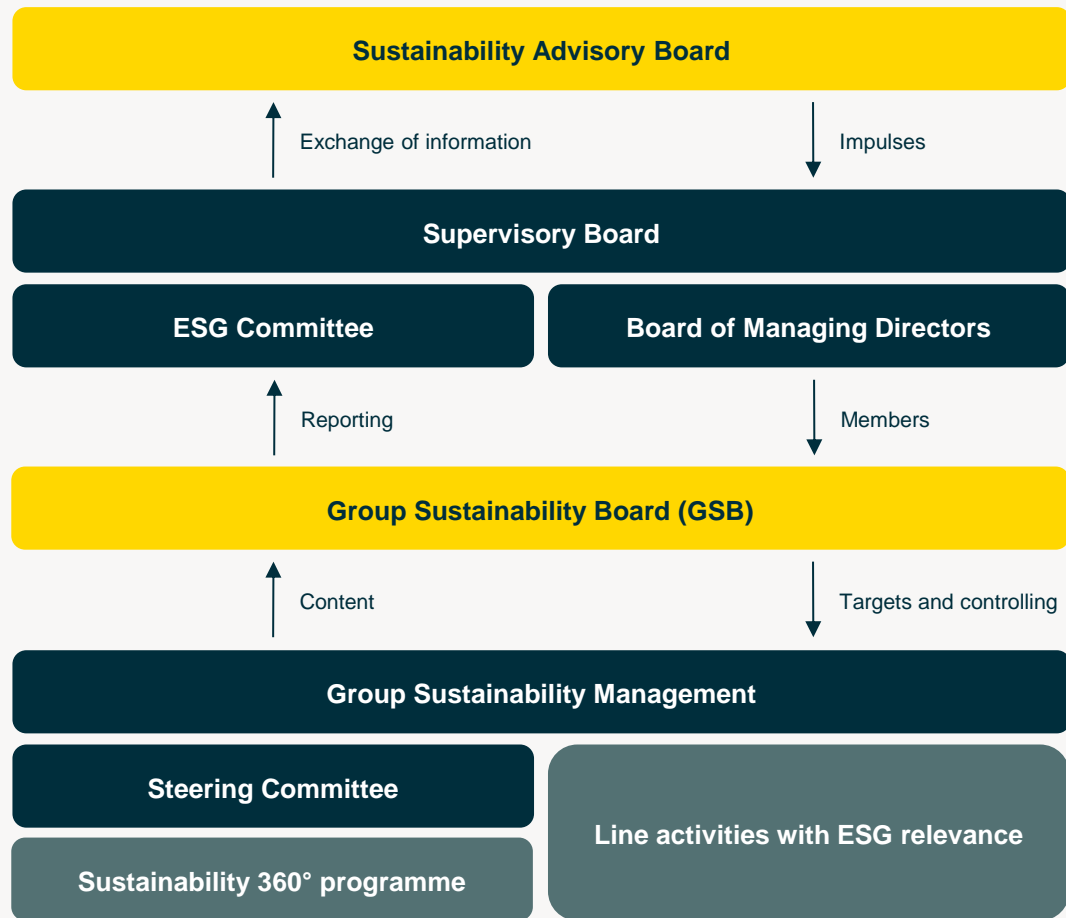 Sustainability Advisory Board
Exchange of information
Impulses
Supervisory Board
ESG Committee
Board of Managing Directors
Reporting
Members
Group Sustainability Board (GSB)
Content
Targets and controlling
Group Sustainability Management
Steering Committee
Line activities with ESG relevance
Sustainability 360° programme